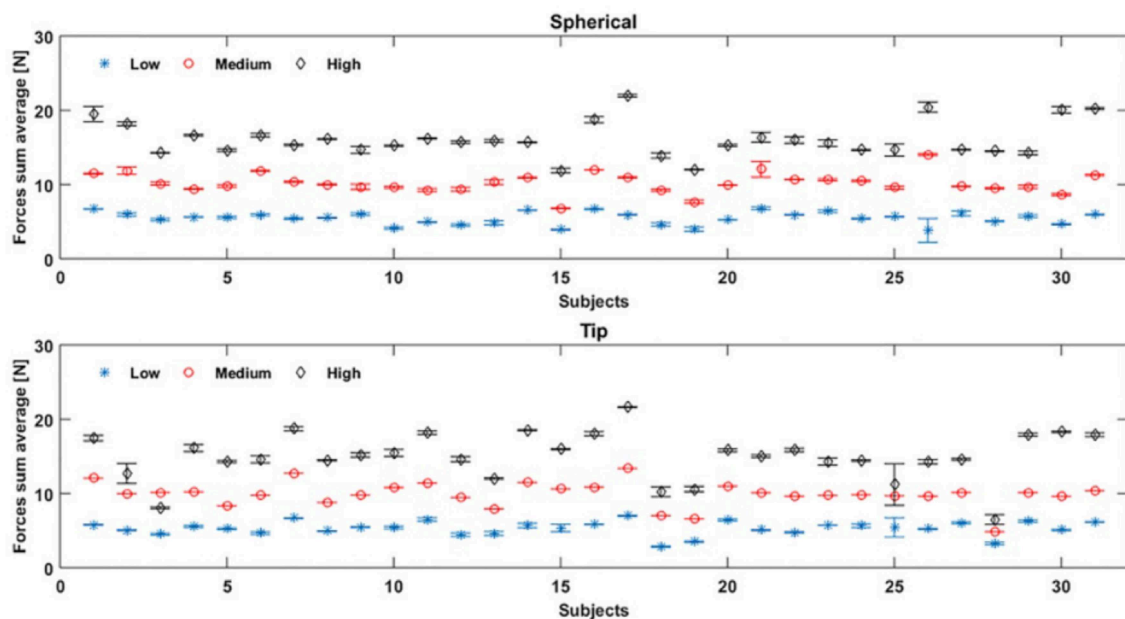 Spherical
Forces sum average [N]
30
20
10
0
Low Medium High
0 5 10 15 20 25 30
Subjects
Tip
Forces sum average [N]
30
20
10
0
Low Medium High
0 5 10 15 20 25 30
Subjects